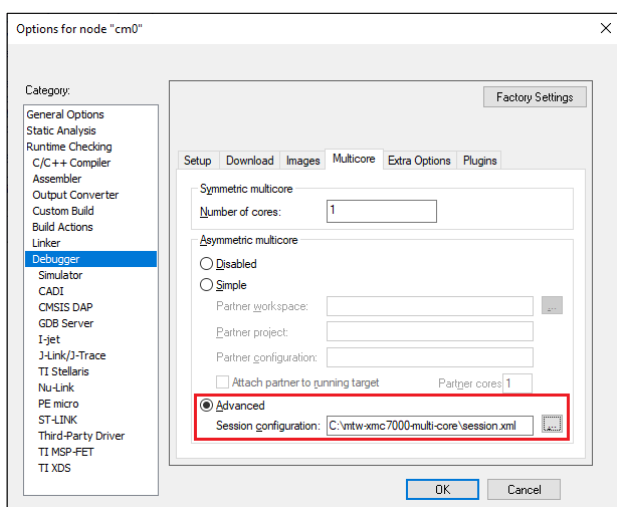 Options for node "cm0"
Category:
Factory Settings
General Options
Static Analysis
Runtime Checking
C/C++ Compiler
Assembler
Output Converter
Custom Build
Build Actions
Linker
Debugger
Simulator
CADI
CMSIS DAP
GDB Server
I-jet
J-Link/J-Trace
TI Stellaris
Nu-Link
PE micro
ST-LINK
Third-Party Driver
TI MSP-FET
TI XDS
Setup Download Images Multicore Extra Options Plugins
Symmetric multicore
Number of cores: 1
Asymmetric multicore
Disabled
Simple
Partner workspace: ...
Partner project:
Partner configuration:
Attach partner to running target Partner cores 1
Advanced
Session configuration: C:\mtw-xmc7000-multi-core\session.xml ...
OK Cancel